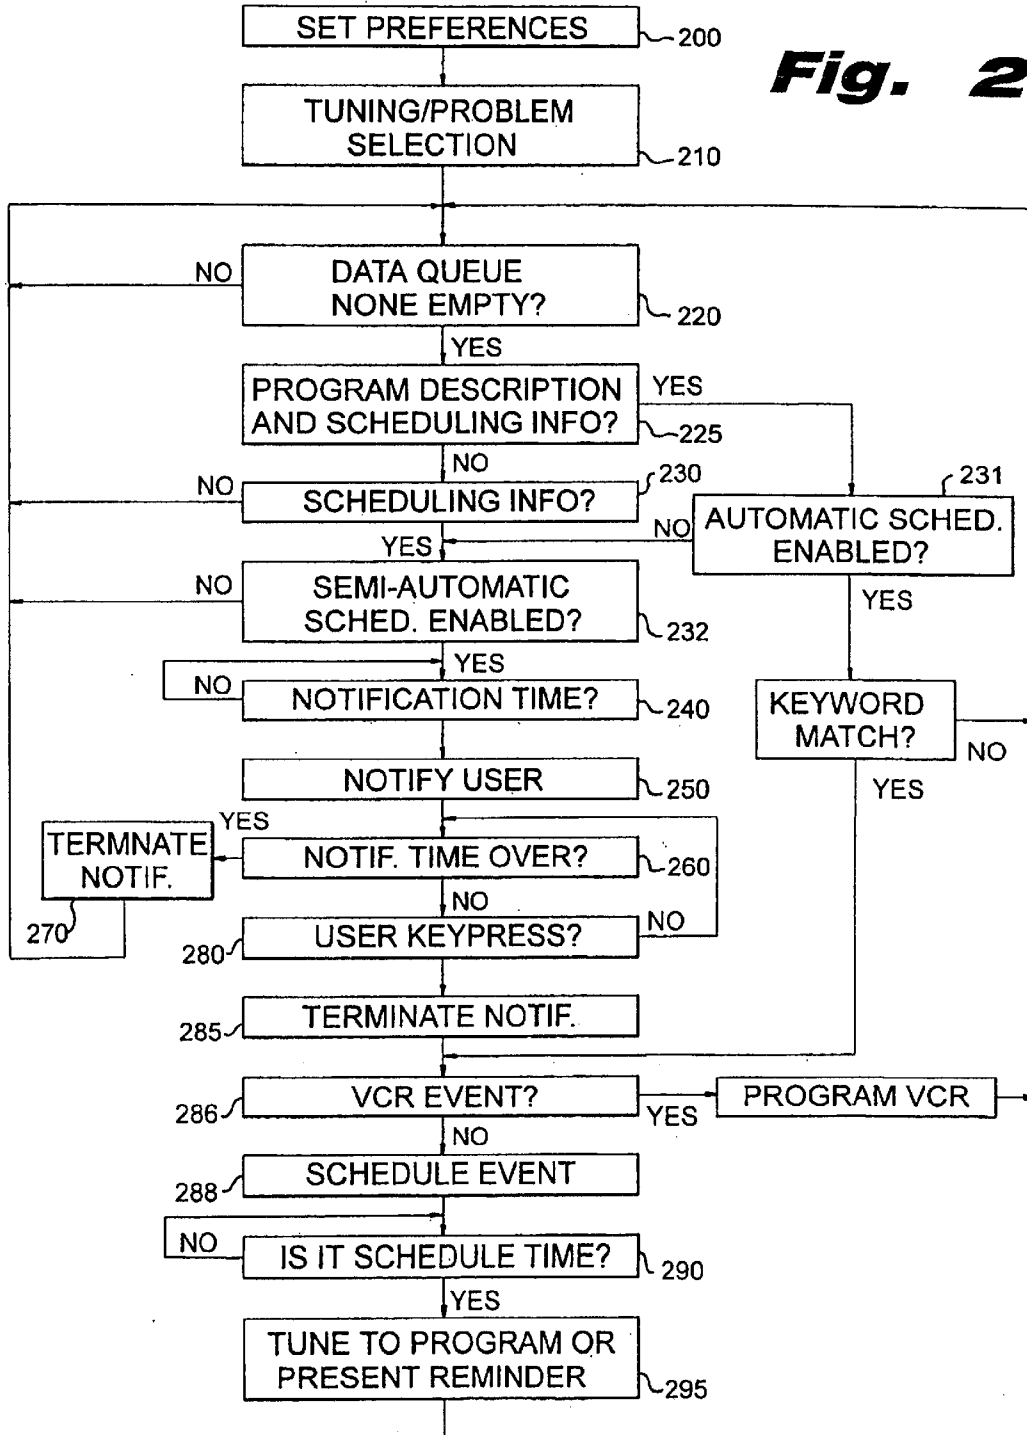 SET PREFERENCES
200
Fig. 2
TUNING/PROBLEM
SELECTION
210
NO
DATA QUEUE
NONE EMPTY?
220
YES
PROGRAM DESCRIPTION
AND SCHEDULING INFO?
225
YES
NO
NO
SCHEDULING INFO?
230
231
AUTOMATIC SCHED.
ENABLED?
NO
YES
YES
NO
SEMI-AUTOMATIC
SCHED. ENABLED?
232
YES
NO
NOTIFICATION TIME?
240
KEYWORD
MATCH?
NO
YES
NOTIFY USER
250
YES
TERMNATE
NOTIF.
270
NOTIF. TIME OVER?
260
NO
USER KEYPRESS?
280
NO
285
TERMINATE NOTIF.
286
VCR EVENT?
YES
PROGRAM VCR
NO
288
SCHEDULE EVENT
NO
IS IT SCHEDULE TIME?
290
YES
TUNE TO PROGRAM OR
PRESENT REMINDER
295